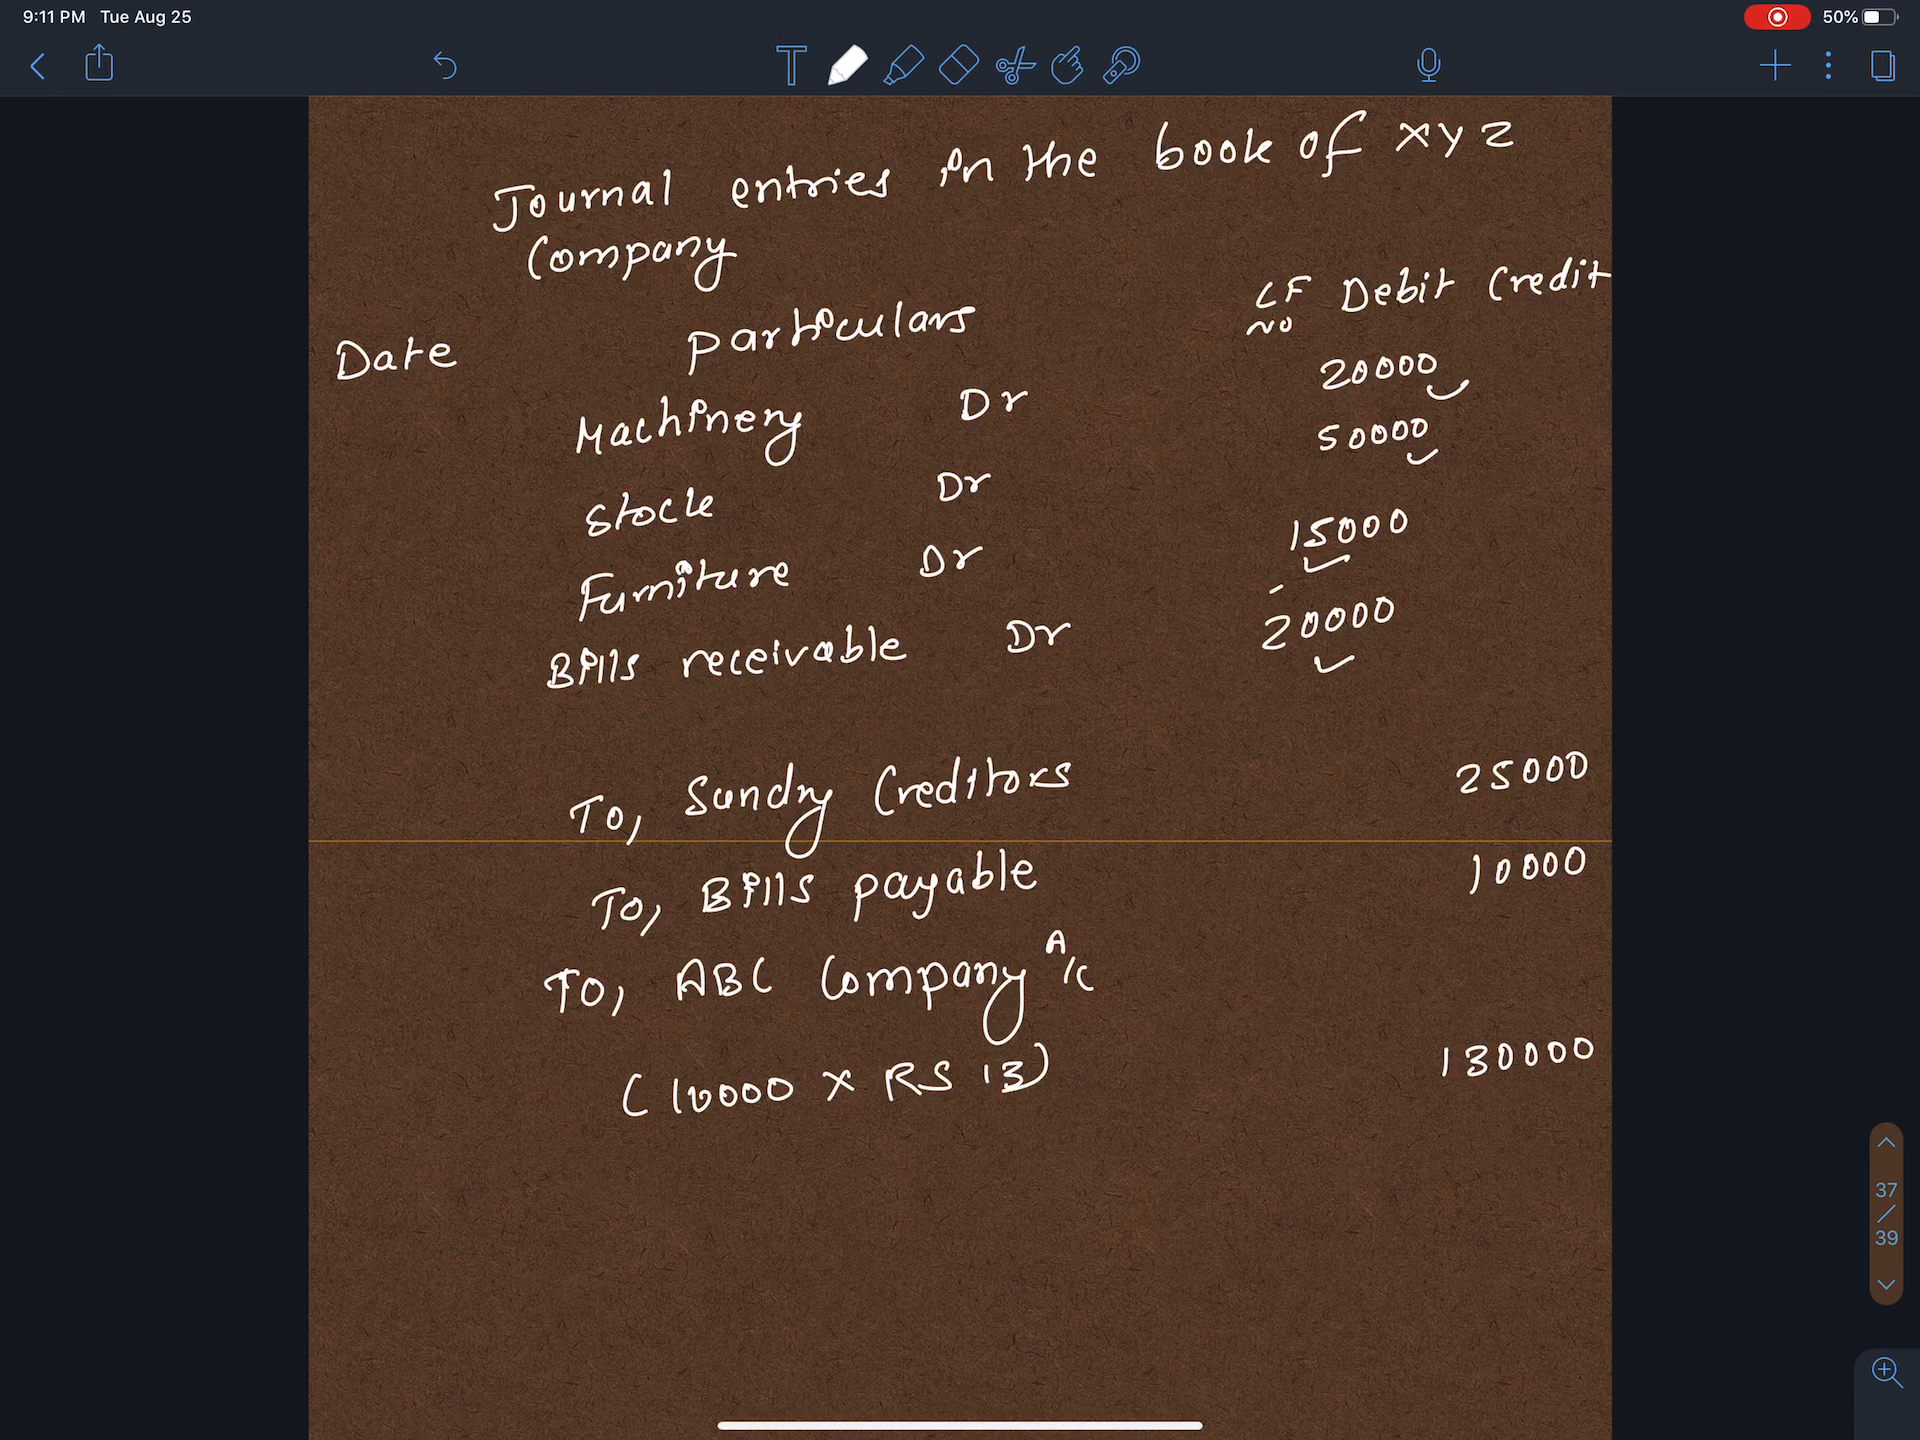 9:11 PM Tue Aug 25
50%
Journal entries in the book of xyz
Company
Date Particulars LF No Debit Credit
Machinery Dr 20000
Stock Dr 50000
Furniture Dr 15000
Bills receivable Dr 20000
To, Sundry Creditors 25000
To, Bills payable 10000
To, ABC Company A/c
(10000 x RS 13) 130000
37
/
39